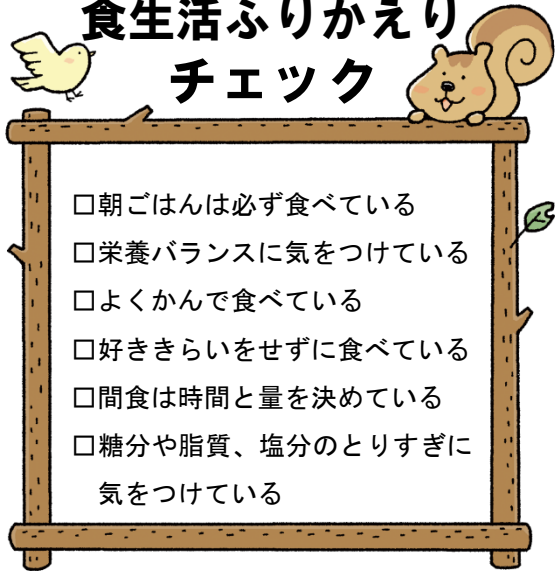 食生活ふりかえり
チェック
□朝ごはんは必ず食べている
□栄養バランスに気をつけている
□よくかんで食べている
□好ききらいをせずに食べている
□間食は時間と量を決めている
□糖分や脂質、塩分のとりすぎに
気をつけている